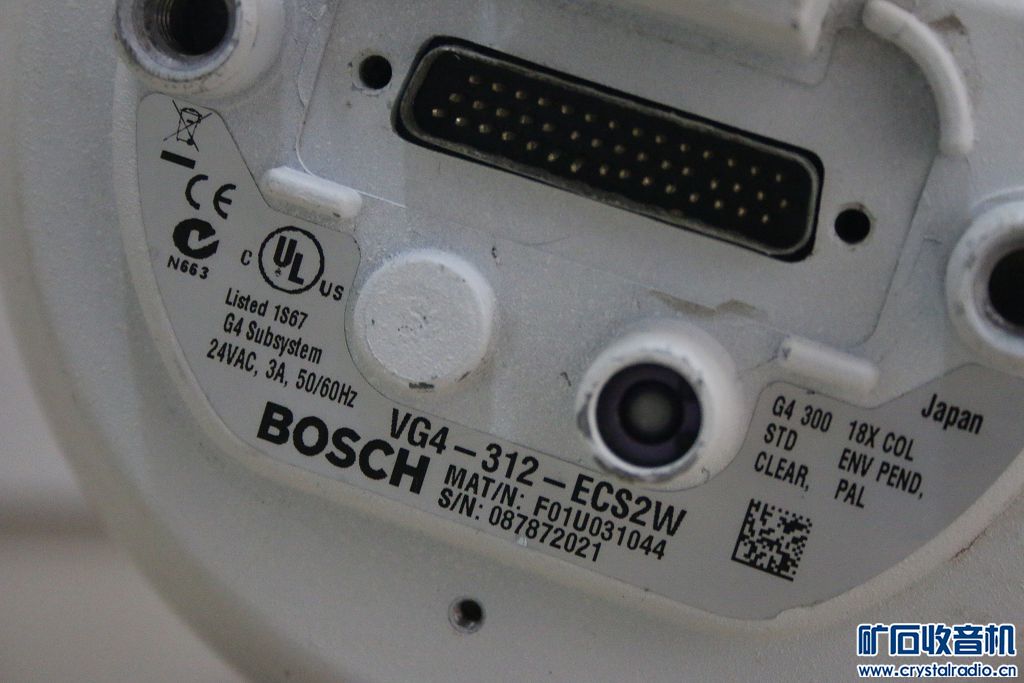 CE
N663
C UL US
Listed 1S67
G4 Subsystem
24VAC, 3A, 50/60Hz
BOSCH
VG4-312-ECS2W
MAT/N: F01U031044
S/N: 087872021
G4 300 18X COL
STD ENV PEND,
CLEAR, PAL
Japan
矿石收音机
www.crystalradio.cn